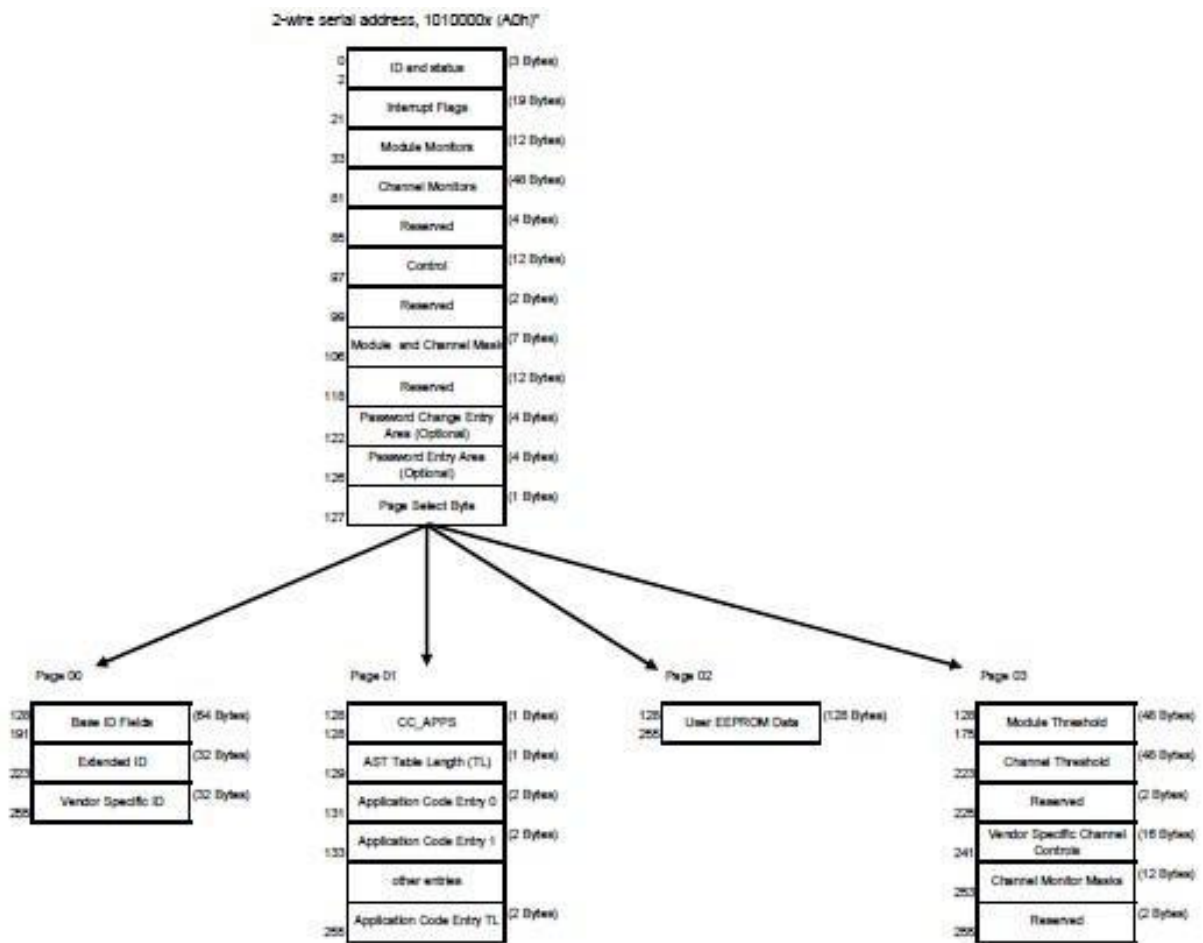 2-wire serial address, 1010000x (A0h)"
0
ID and status
(3 Bytes)
2
Interrupt Flags
(19 Bytes)
21
Module Monitors
(12 Bytes)
33
Channel Monitors
(48 Bytes)
81
Reserved
(4 Bytes)
85
Control
(12 Bytes)
97
Reserved
(2 Bytes)
99
Module and Channel Mask
(7 Bytes)
106
Reserved
(12 Bytes)
118
Password Change Entry
Area (Optional)
(4 Bytes)
122
Password Entry Area
(Optional)
(4 Bytes)
126
Page Select Byte
(1 Bytes)
127
Page 00
128
Base ID Fields
(64 Bytes)
191
Extended ID
(32 Bytes)
223
Vendor Specific ID
(32 Bytes)
255
Page 01
128
CC_APPS
(1 Bytes)
128
AST Table Length (TL)
(1 Bytes)
129
Application Code Entry 0
(2 Bytes)
131
Application Code Entry 1
(2 Bytes)
133
other entries
Application Code Entry TL
(2 Bytes)
255
Page 02
128
User EEPROM Data
(128 Bytes)
255
Page 03
128
Module Threshold
(48 Bytes)
175
Channel Threshold
(48 Bytes)
223
Reserved
(2 Bytes)
225
Vendor Specific Channel
Controls
(16 Bytes)
241
Channel Monitor Masks
(12 Bytes)
253
Reserved
(2 Bytes)
255